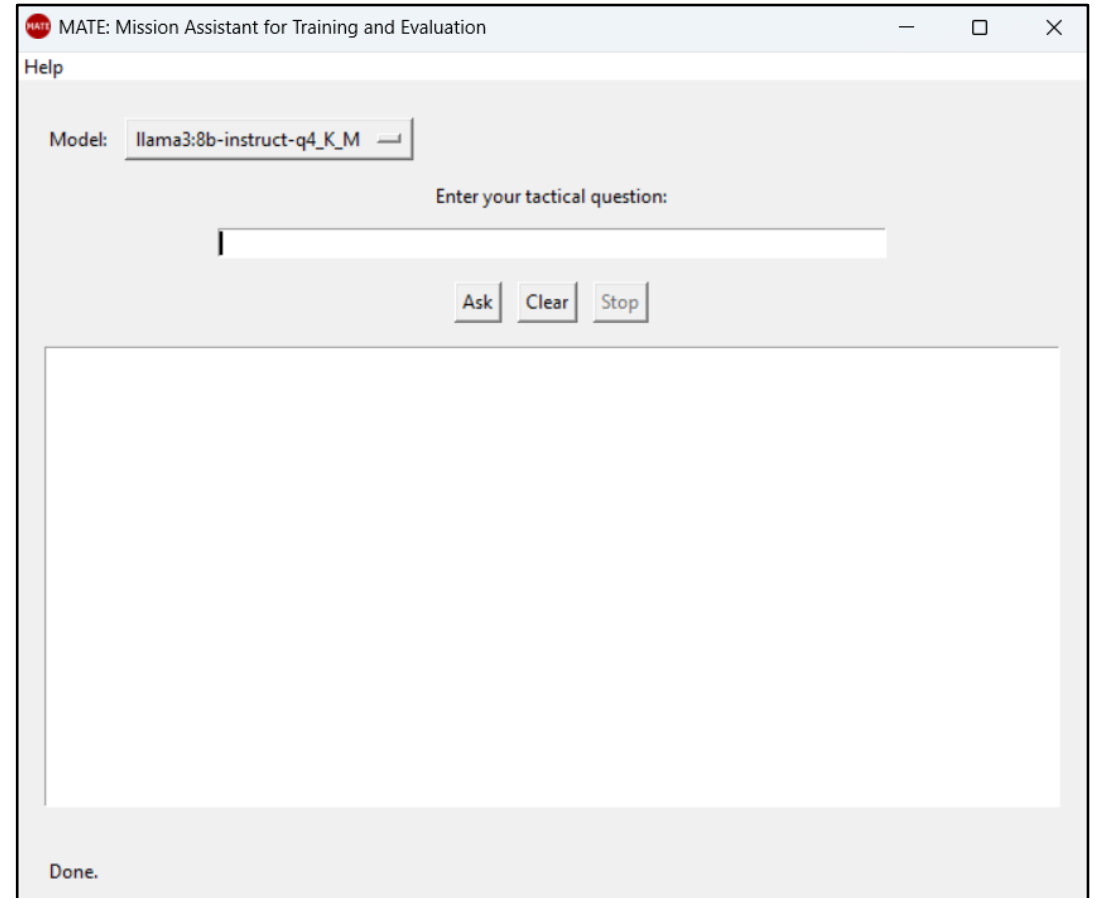 MATE MATE: Mission Assistant for Training and Evaluation
Help
Model: llama3:8b-instruct-q4_K_M
Enter your tactical question:
Ask Clear Stop
Done.